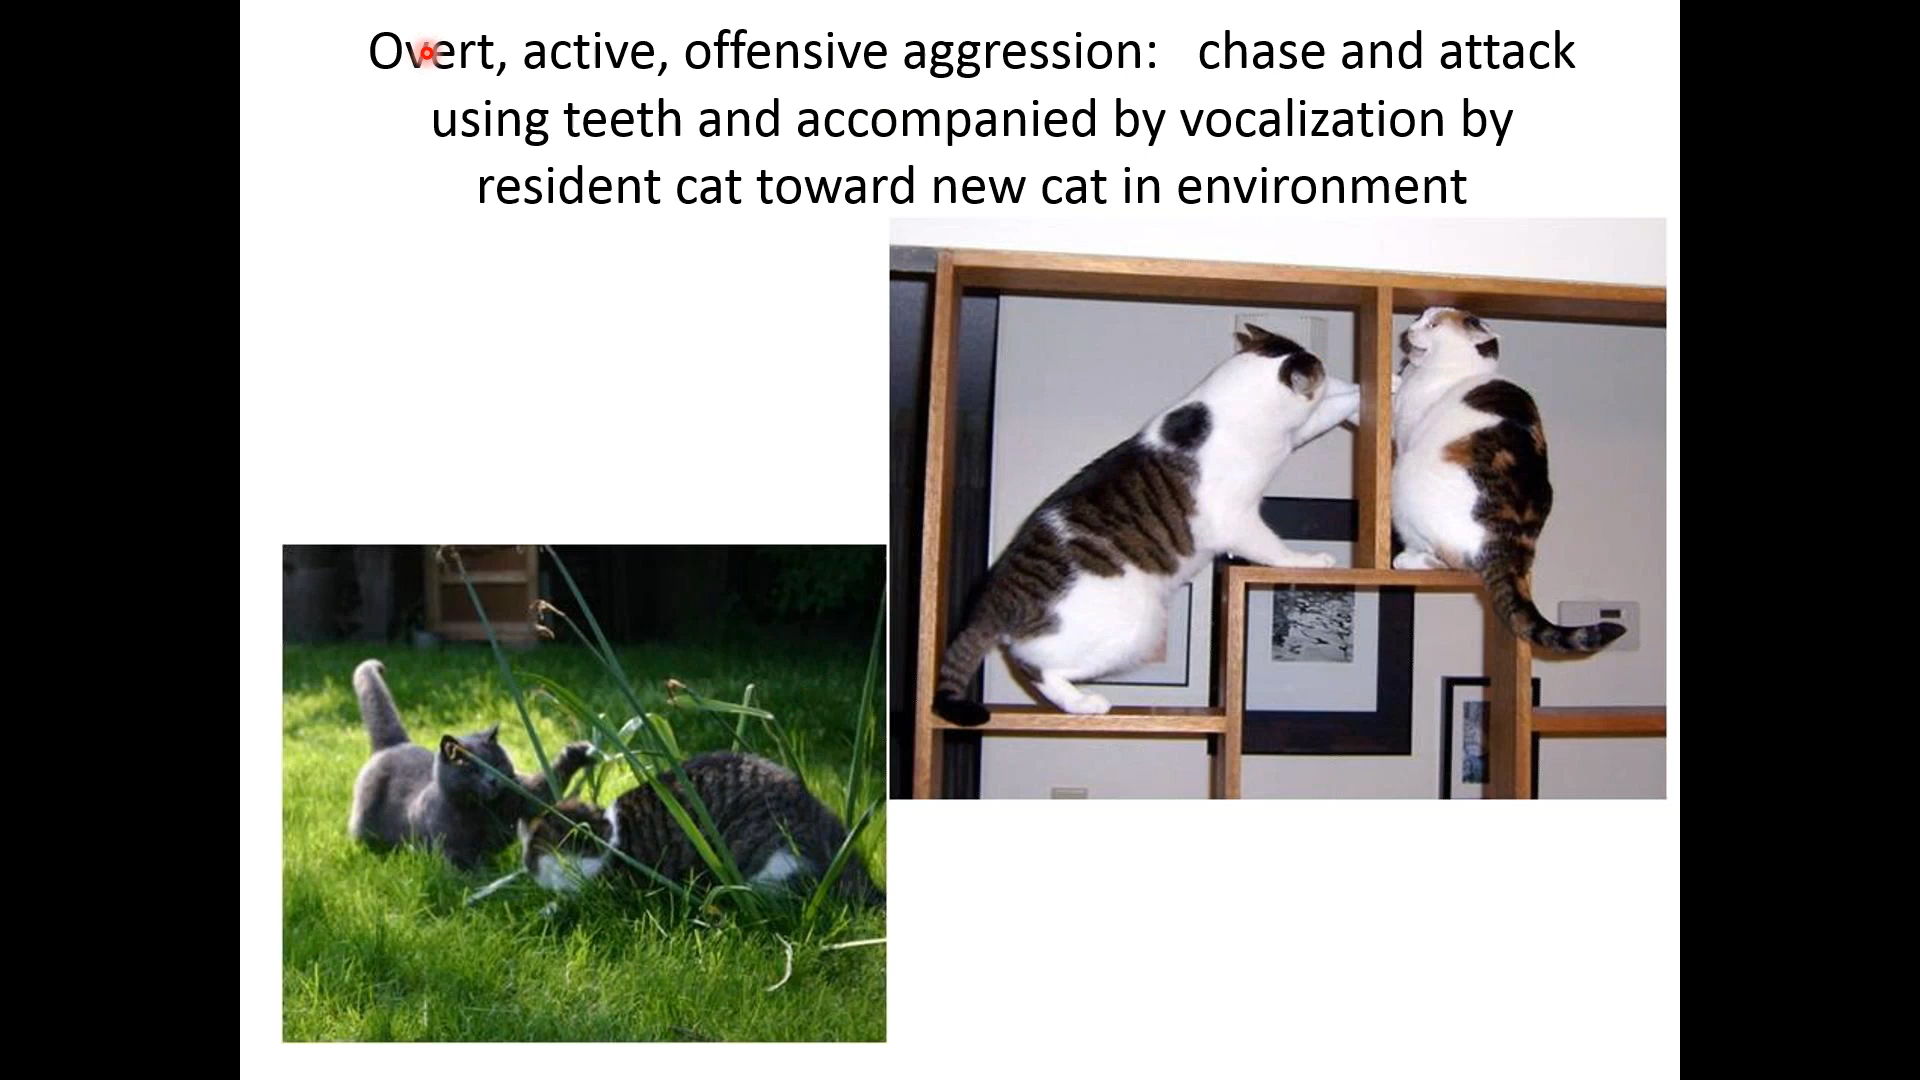 Overt, active, offensive aggression:   chase and attack
using teeth and accompanied by vocalization by
resident cat toward new cat in environment